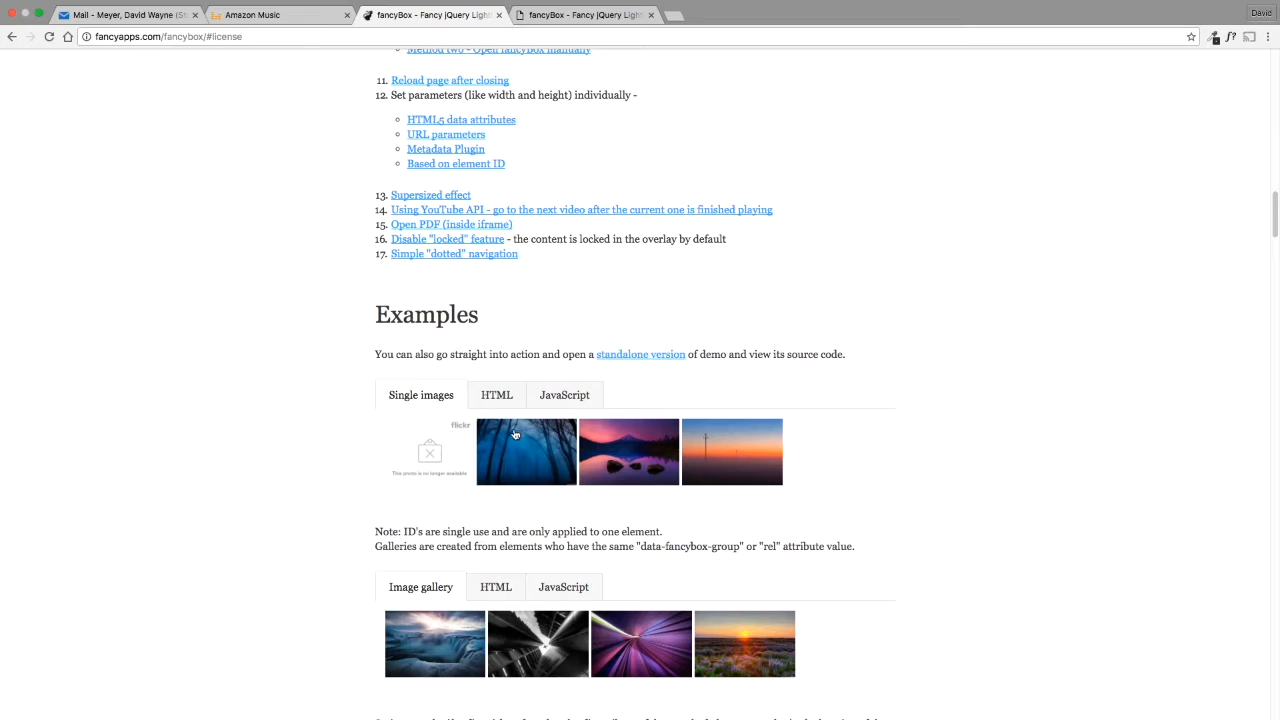 Mail - Meyer, David Wayne (St
Amazon Music
fancyBox - Fancy jQuery Light
fancyBox - Fancy jQuery Light
David
fancyapps.com/fancybox/#license
Method two - Open fancyBox manually
11. Reload page after closing
12. Set parameters (like width and height) individually -
HTML5 data attributes
URL parameters
Metadata Plugin
Based on element ID
13. Supersized effect
14. Using YouTube API - go to the next video after the current one is finished playing
15. Open PDF (inside iframe)
16. Disable "locked" feature - the content is locked in the overlay by default
17. Simple "dotted" navigation
Examples
You can also go straight into action and open a standalone version of demo and view its source code.
Single images HTML JavaScript
flickr
This photo is no longer available
Note: ID's are single use and are only applied to one element.
Galleries are created from elements who have the same "data-fancybox-group" or "rel" attribute value.
Image gallery HTML JavaScript